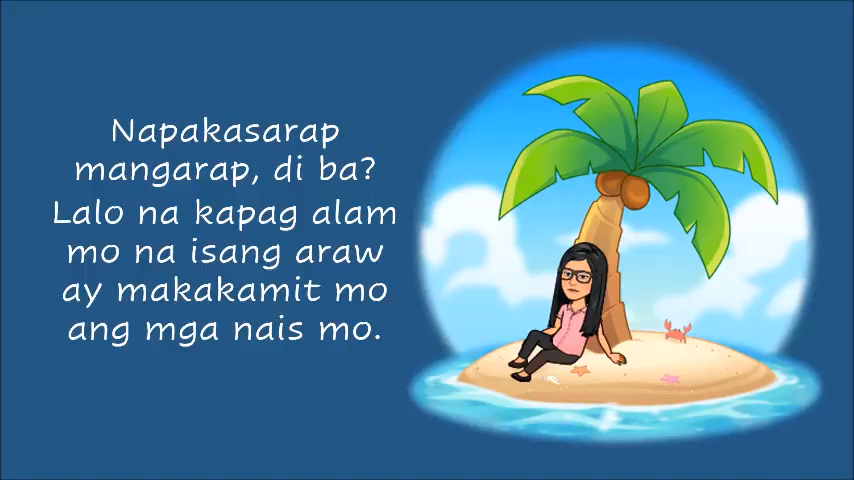 Napakasarap
mangarap, di ba?
Lalo na kapag alam
mo na isang araw
ay makakamit mo
ang mga nais mo.